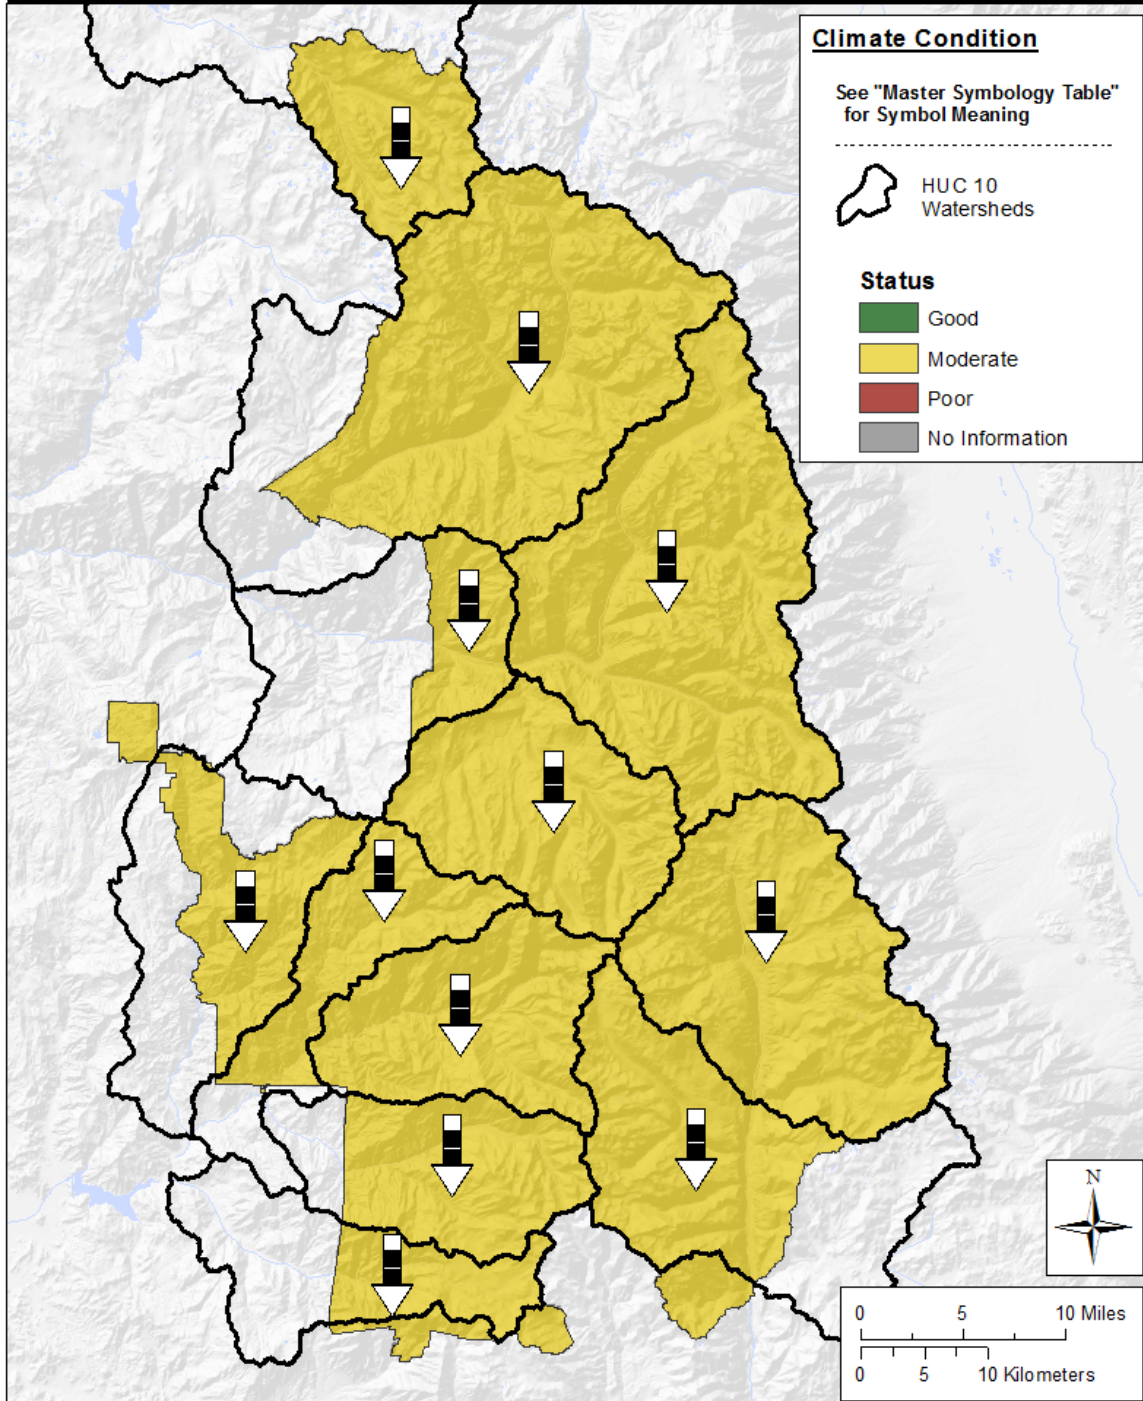 Climate Condition
See "Master Symbology Table"
for Symbol Meaning
HUC 10
Watersheds
Status
Good
Moderate
Poor
No Information
N
0 5 10 Miles
0 5 10 Kilometers